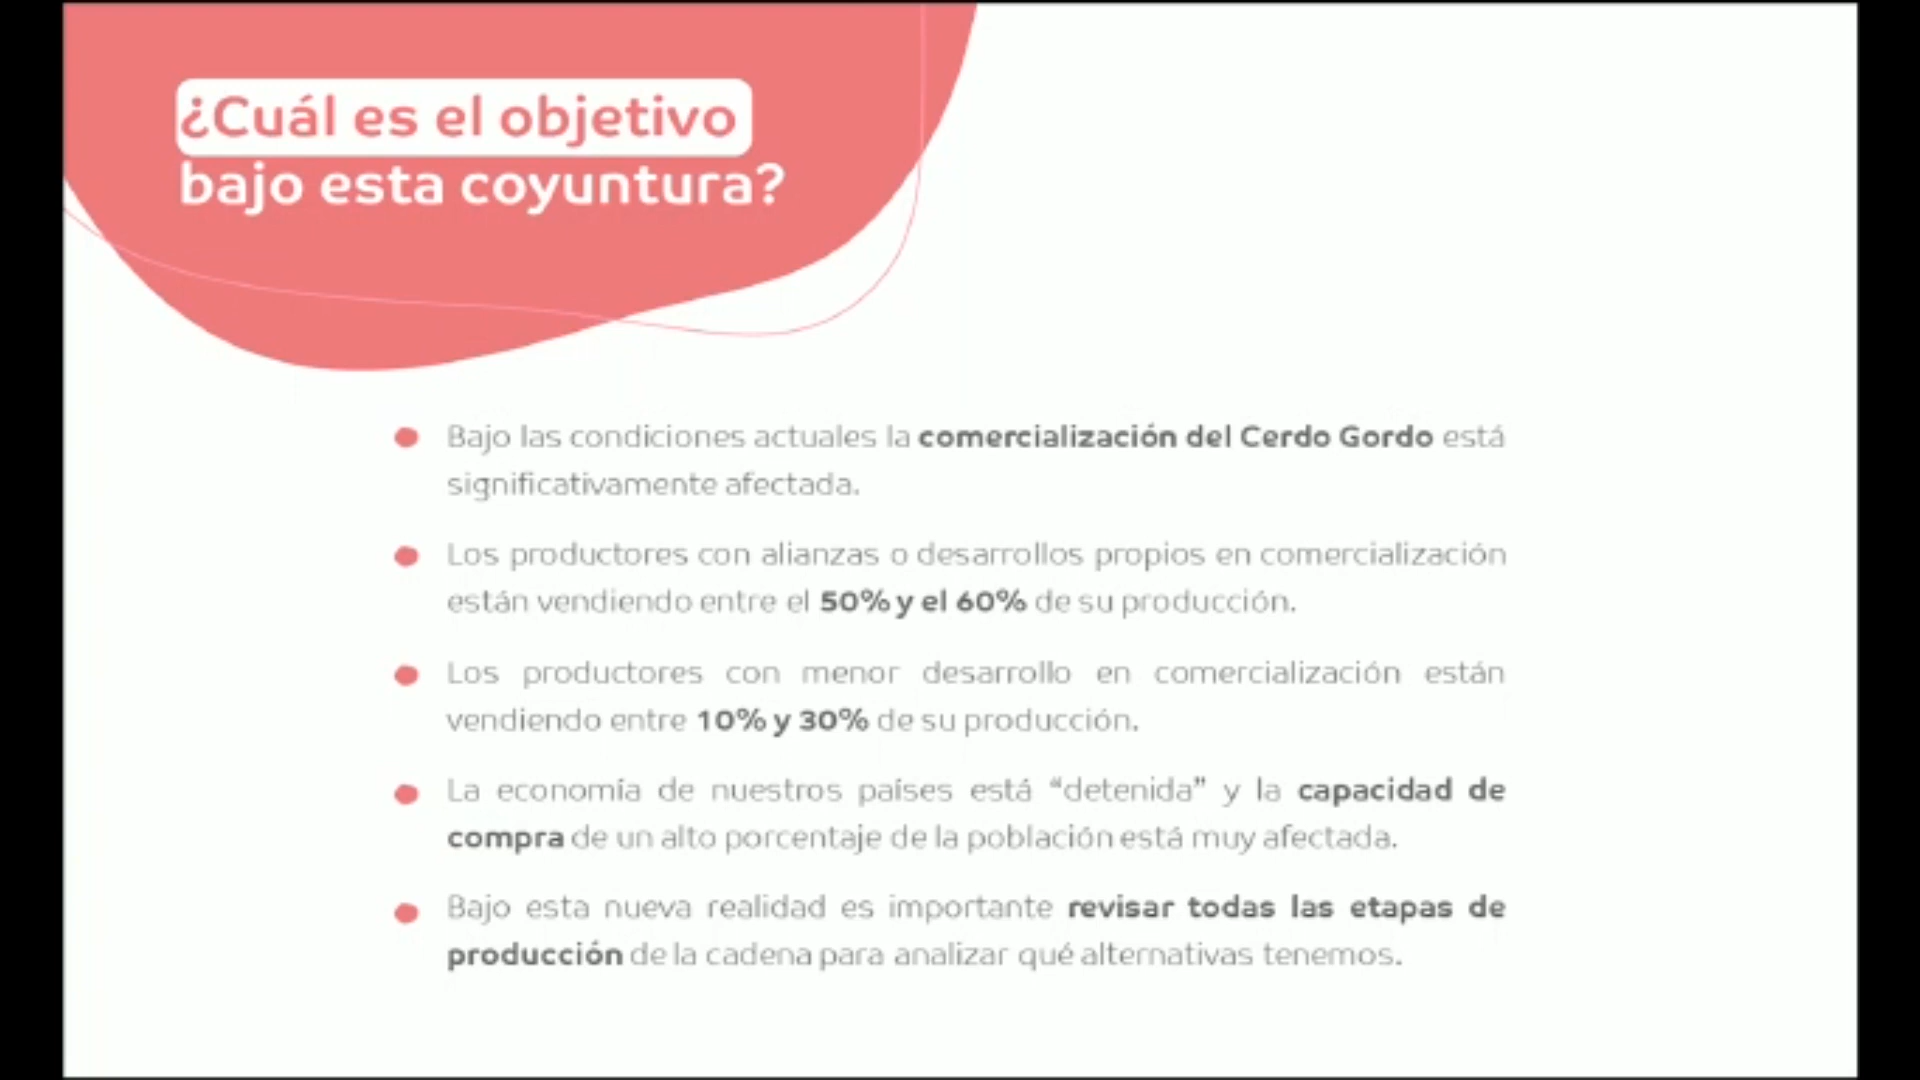 ¿Cuál es el objetivo
bajo esta coyuntura?
Bajo las condiciones actuales la comercialización del Cerdo Gordo está
significativamente afectada.
Los productores con alianzas o desarrollos propios en comercialización
están vendiendo entre el 50% y el 60% de su producción.
Los productores con menor desarrollo en comercialización están
vendiendo entre 10% y 30% de su producción.
La economía de nuestros países está “detenida” y la capacidad de
compra de un alto porcentaje de la población está muy afectada.
Bajo esta nueva realidad es importante revisar todas las etapas de
producción de la cadena para analizar qué alternativas tenemos.